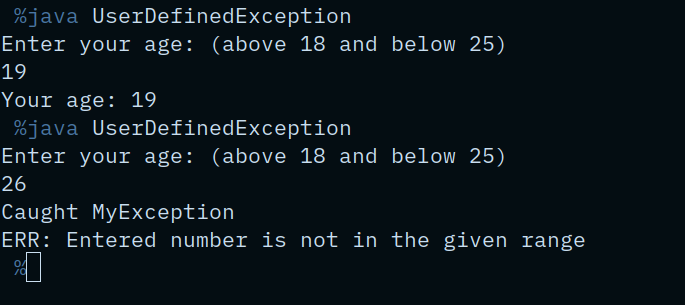 %java UserDefinedException
Enter your age: (above 18 and below 25)
19
Your age: 19
%java UserDefinedException
Enter your age: (above 18 and below 25)
26
Caught MyException
ERR: Entered number is not in the given range
%